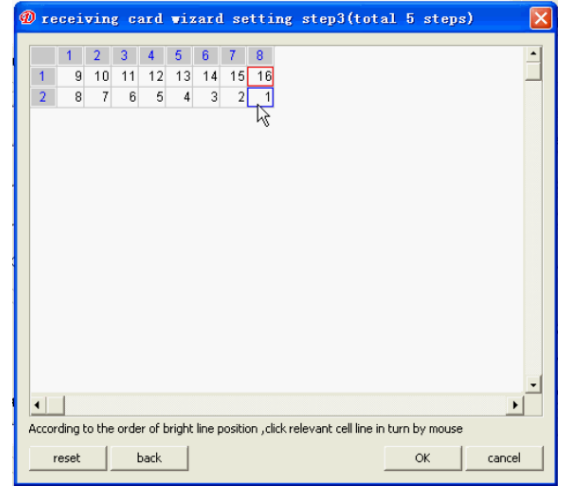 receiving card wizard setting step3(total 5 steps)
1 2 3 4 5 6 7 8
1 9 10 11 12 13 14 15 16
2 8 7 6 5 4 3 2 1
According to the order of bright line position ,click relevant cell line in turn by mouse
reset back OK cancel